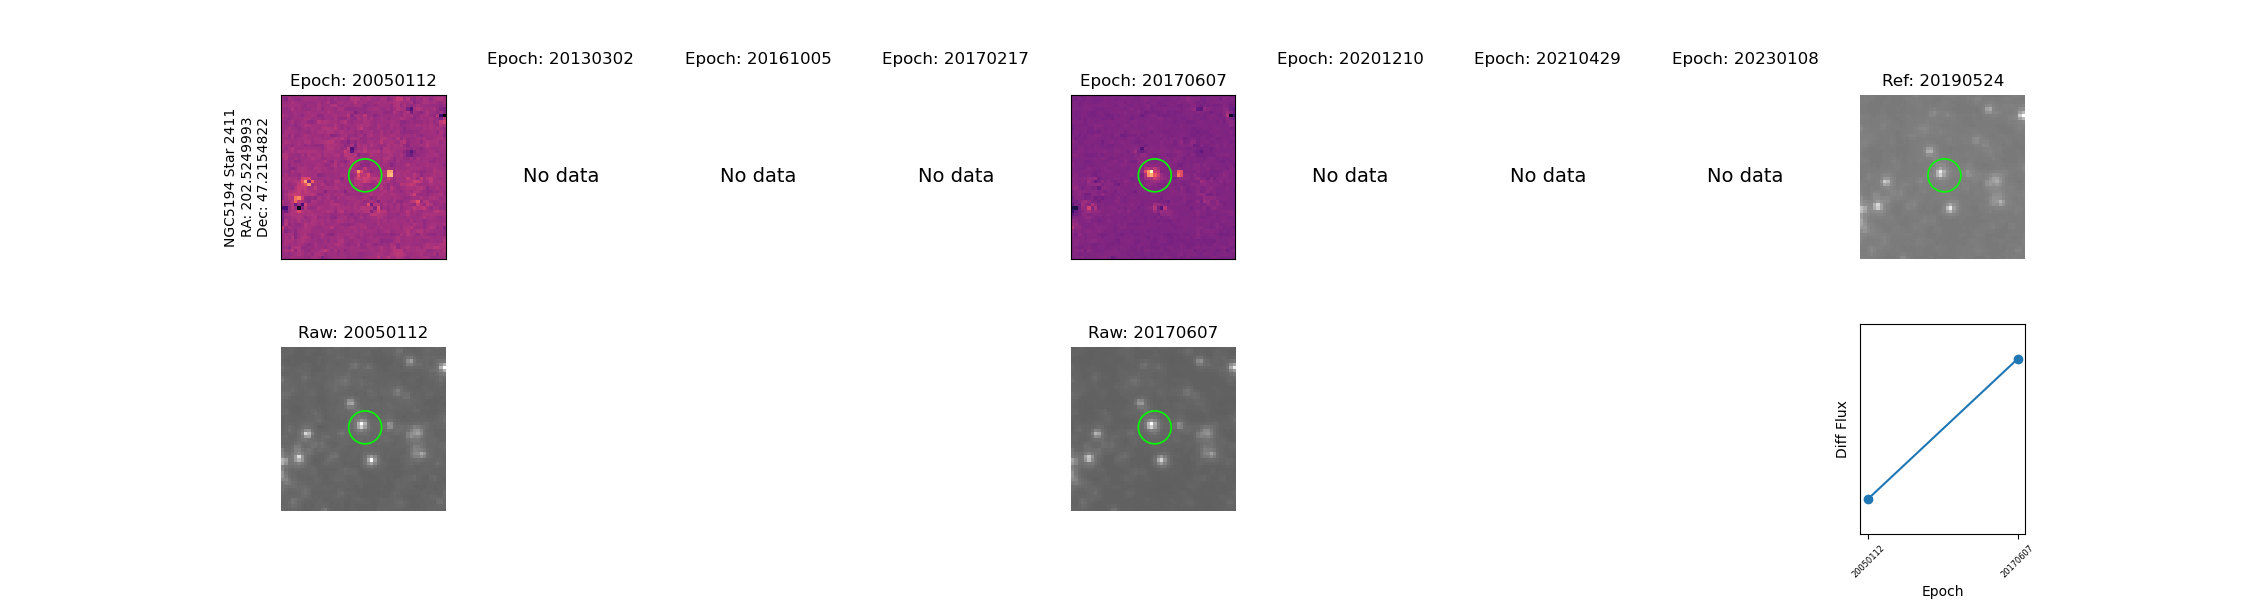 Epoch: 20050112
Epoch: 20130302
Epoch: 20161005
Epoch: 20170217
Epoch: 20170607
Epoch: 20201210
Epoch: 20210429
Epoch: 20230108
Ref: 20190524
NGC5194 Star 2411
RA: 202.5249993
Dec: 47.2154822
No data
No data
No data
No data
No data
No data
Raw: 20050112
Raw: 20170607
Diff Flux
20050112
20170607
Epoch